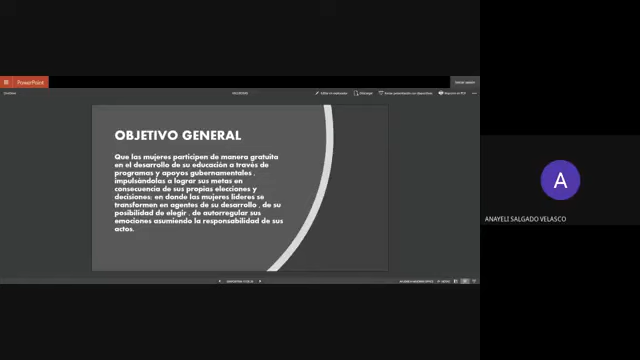 PowerPoint
OBJETIVO GENERAL
Que las mujeres participen de manera gratuita
en el desarrollo de su educación a través de
programas y apoyos gubernamentales ,
impulsándolas a lograr sus metas en
consecuencia de sus propias elecciones y
decisiones; en donde las mujeres lideres se
transformen en agentes de su desarrollo , de su
posibilidad de elegir , de autorregular sus
emociones asumiendo la responsabilidad de sus
actos.
A
ANAYELI SALGADO VELASCO